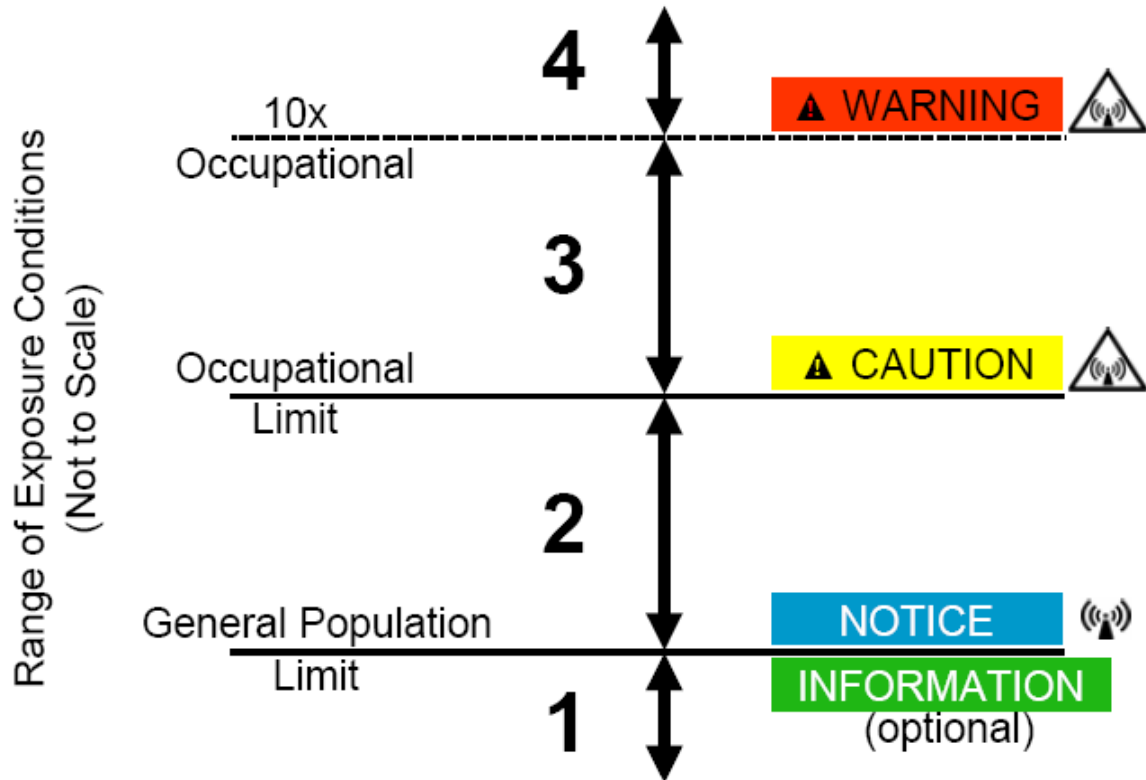 Range of Exposure Conditions
(Not to Scale)
4
WARNING
10x
Occupational
3
Occupational
CAUTION
Limit
2
General Population
NOTICE
Limit
INFORMATION
(optional)
1